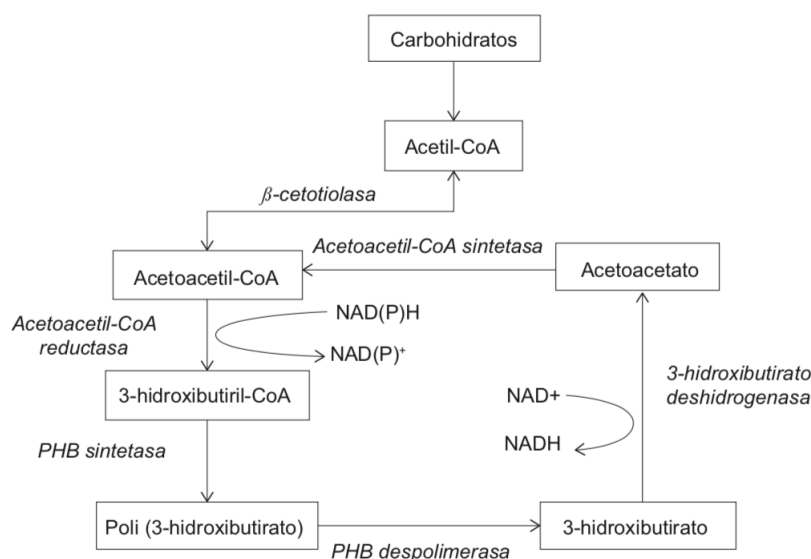 Carbohidratos
Acetil-CoA
β-cetotiolasa
Acetoacetil-CoA sintetasa
Acetoacetil-CoA
Acetoacetato
Acetoacetil-CoA
reductasa
NAD(P)H
NAD(P)⁺
3-hidroxibutiril-CoA
3-hidroxibutirato
deshidrogenasa
NAD+
NADH
PHB sintetasa
Poli (3-hidroxibutirato)
PHB despolimerasa
3-hidroxibutirato